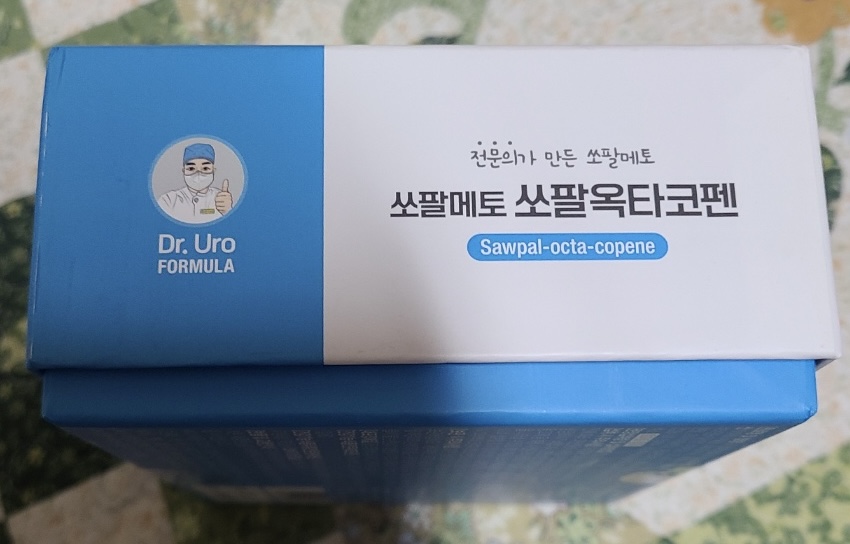 Dr. Uro
FORMULA
전문의가 만든 쏘팔메토
쏘팔메토 쏘팔옥타코펜
Sawpal-octa-copene